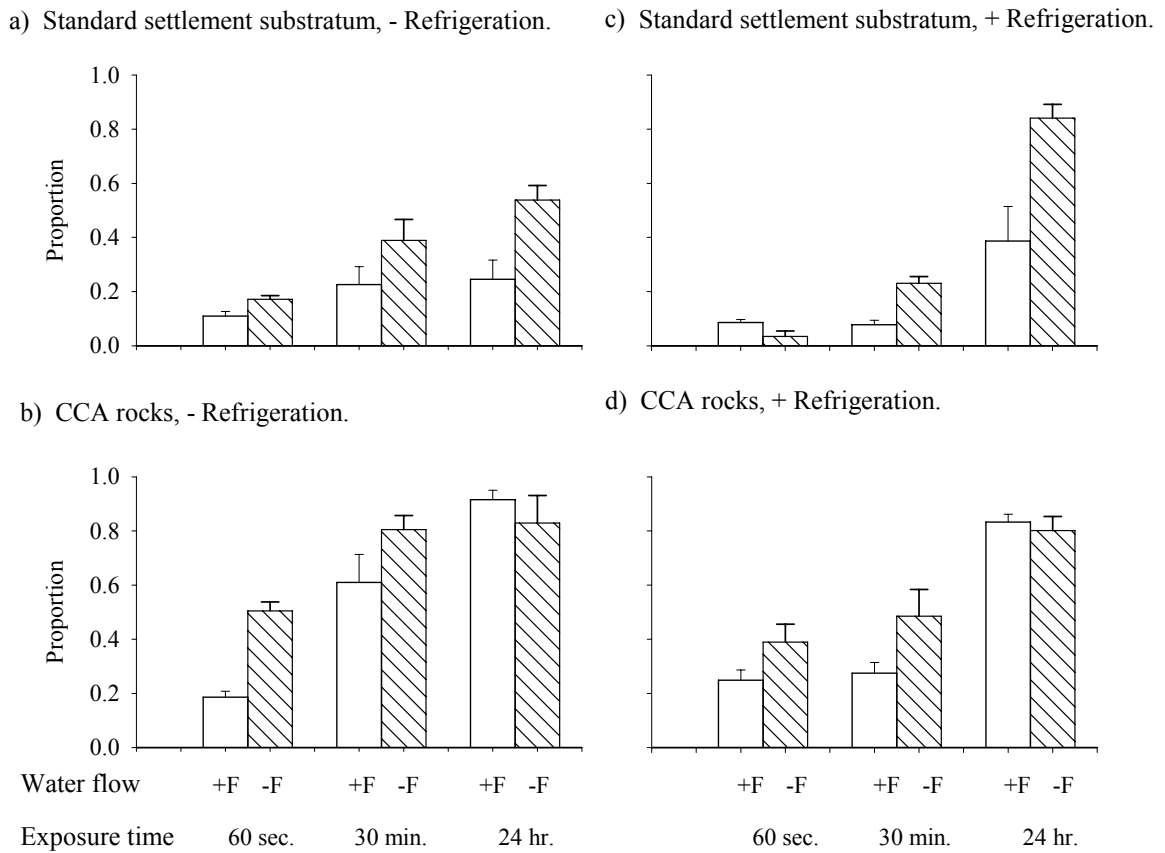 a) Standard settlement substratum, - Refrigeration.
1.0
0.8
0.6
0.4
0.2
0.0
Proportion
c) Standard settlement substratum, + Refrigeration.
b) CCA rocks, - Refrigeration.
1.0
0.8
0.6
0.4
0.2
0.0
Proportion
d) CCA rocks, + Refrigeration.
Water flow +F -F +F -F +F -F +F -F +F -F +F -F
Exposure time 60 sec. 30 min. 24 hr. 60 sec. 30 min. 24 hr.